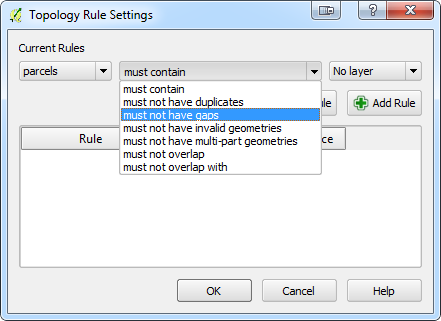 Topology Rule Settings
Current Rules
parcels must contain No layer
must contain
must not have duplicates
must not have gaps
must not have invalid geometries
must not have multi-part geometries
must not overlap
must not overlap with
Add Rule
Rule
OK Cancel Help